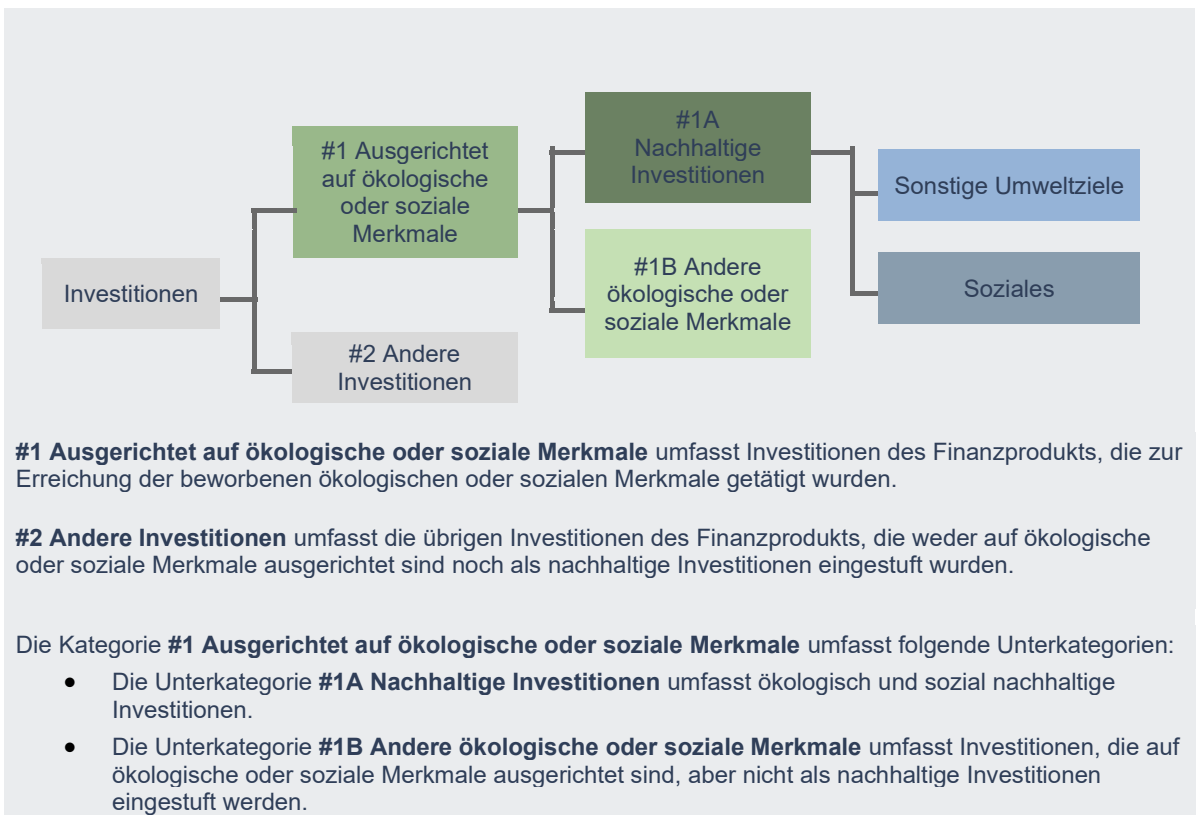 #1 Ausgerichtet
auf ökologische
oder soziale
Merkmale
#1A
Nachhaltige
Investitionen
Sonstige Umweltziele
Investitionen
#1B Andere
ökologische oder
soziale Merkmale
Soziales
#2 Andere
Investitionen
#1 Ausgerichtet auf ökologische oder soziale Merkmale umfasst Investitionen des Finanzprodukts, die zur
Erreichung der beworbenen ökologischen oder sozialen Merkmale getätigt wurden.
#2 Andere Investitionen umfasst die übrigen Investitionen des Finanzprodukts, die weder auf ökologische
oder soziale Merkmale ausgerichtet sind noch als nachhaltige Investitionen eingestuft wurden.
Die Kategorie #1 Ausgerichtet auf ökologische oder soziale Merkmale umfasst folgende Unterkategorien:
• Die Unterkategorie #1A Nachhaltige Investitionen umfasst ökologisch und sozial nachhaltige
Investitionen.
• Die Unterkategorie #1B Andere ökologische oder soziale Merkmale umfasst Investitionen, die auf
ökologische oder soziale Merkmale ausgerichtet sind, aber nicht als nachhaltige Investitionen
eingestuft werden.